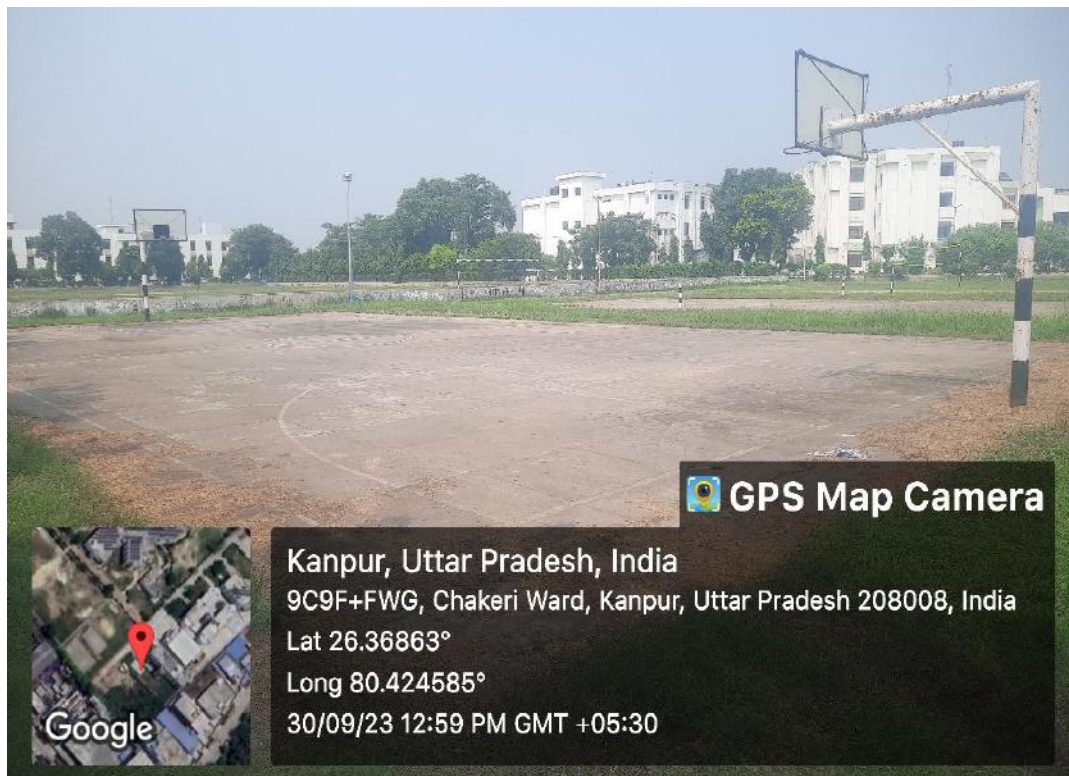 GPS Map Camera
Kanpur, Uttar Pradesh, India
9C9F+FWG, Chakeri Ward, Kanpur, Uttar Pradesh 208008, India
Lat 26.36863°
Long 80.424585°
30/09/23 12:59 PM GMT +05:30
Google